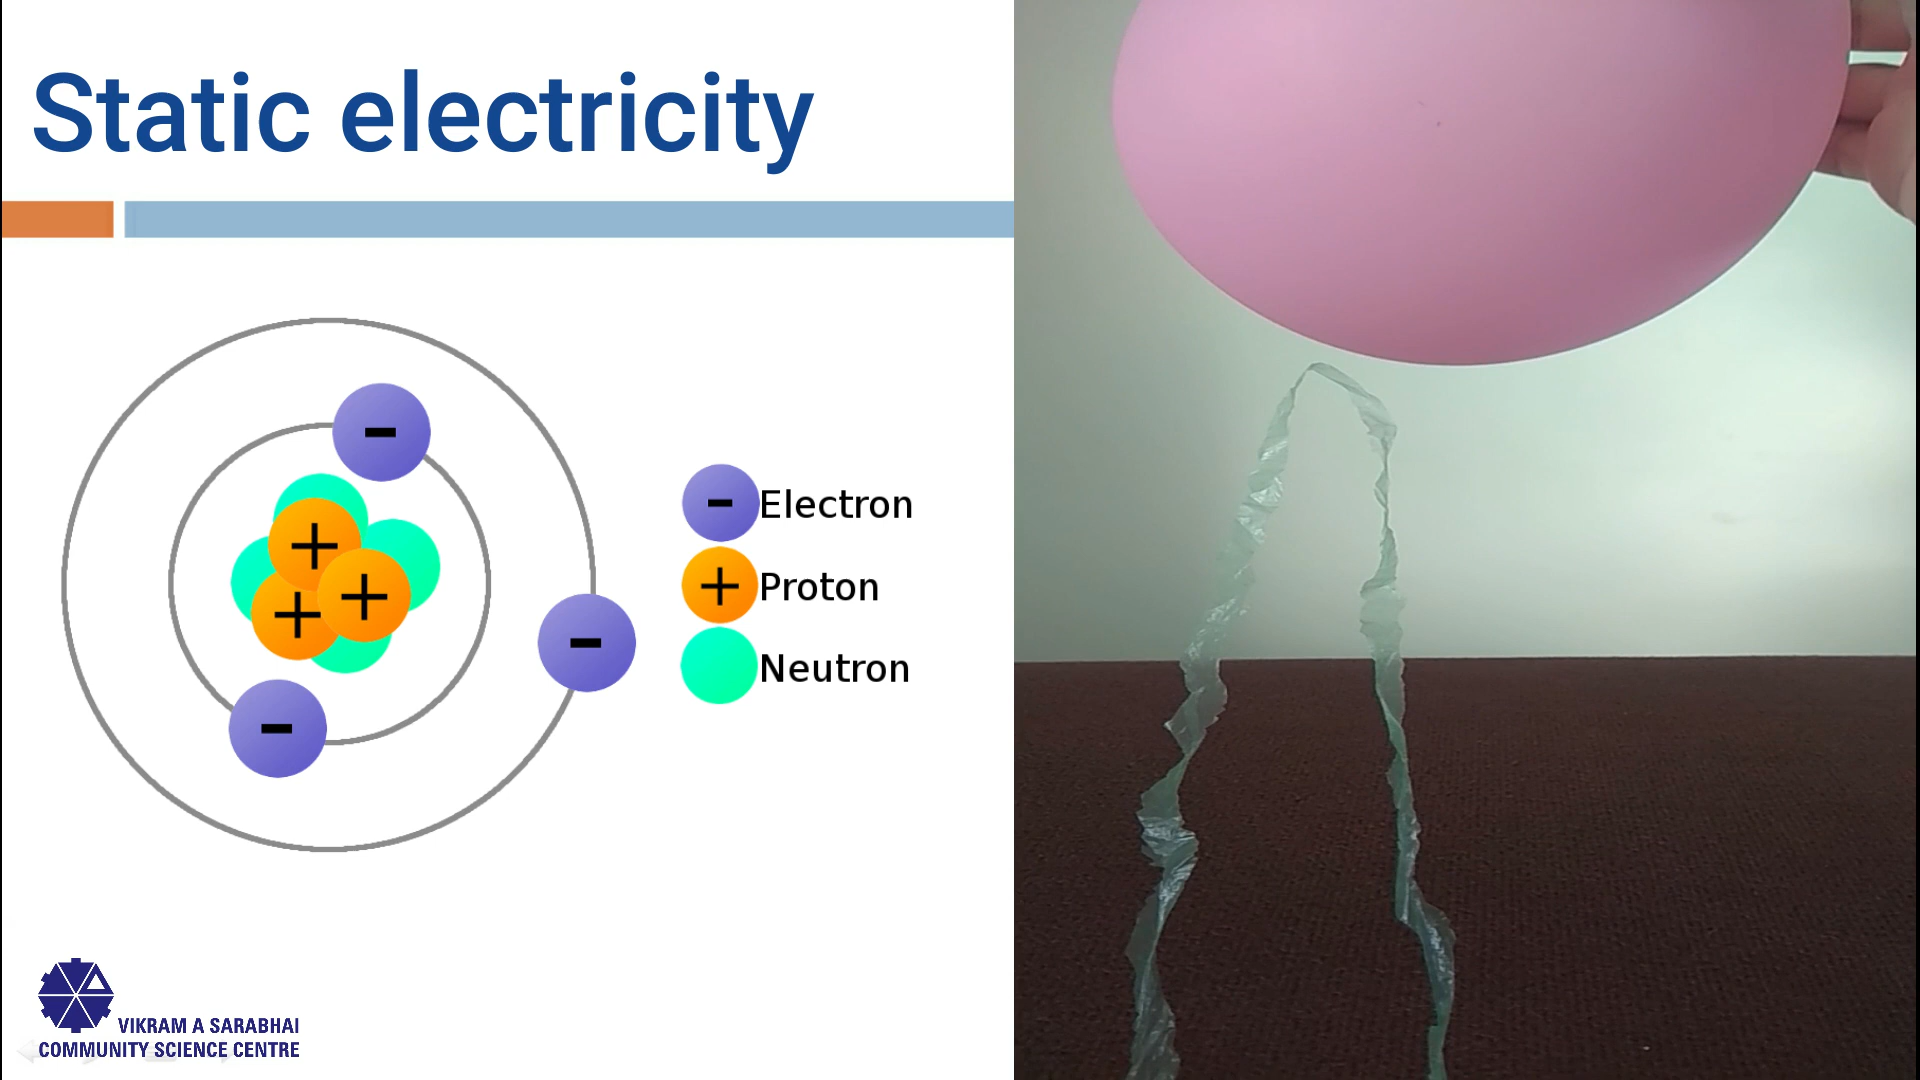 Static electricity
Electron
Proton
Neutron
VIKRAM A SARABHAI
COMMUNITY SCIENCE CENTRE